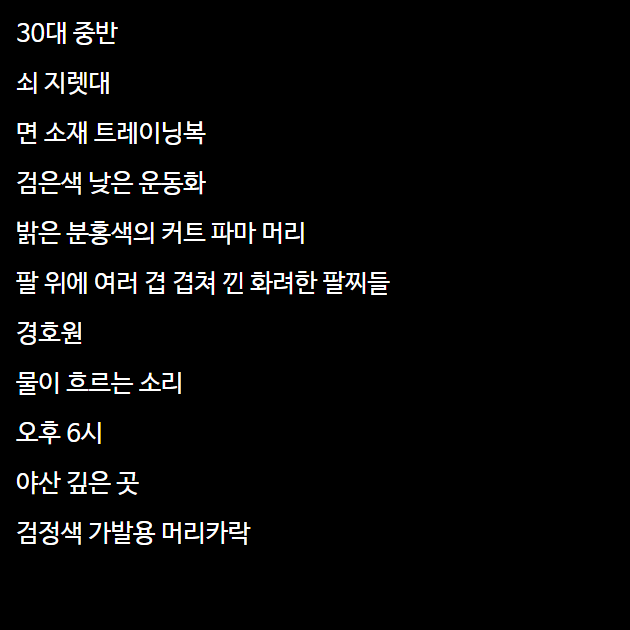 30대 중반
쇠 지렛대
면 소재 트레이닝복
검은색 낮은 운동화
밝은 분홍색의 커트 파마 머리
팔 위에 여러 겹 겹쳐 낀 화려한 팔찌들
경호원
물이 흐르는 소리
오후 6시
야산 깊은 곳
검정색 가발용 머리카락